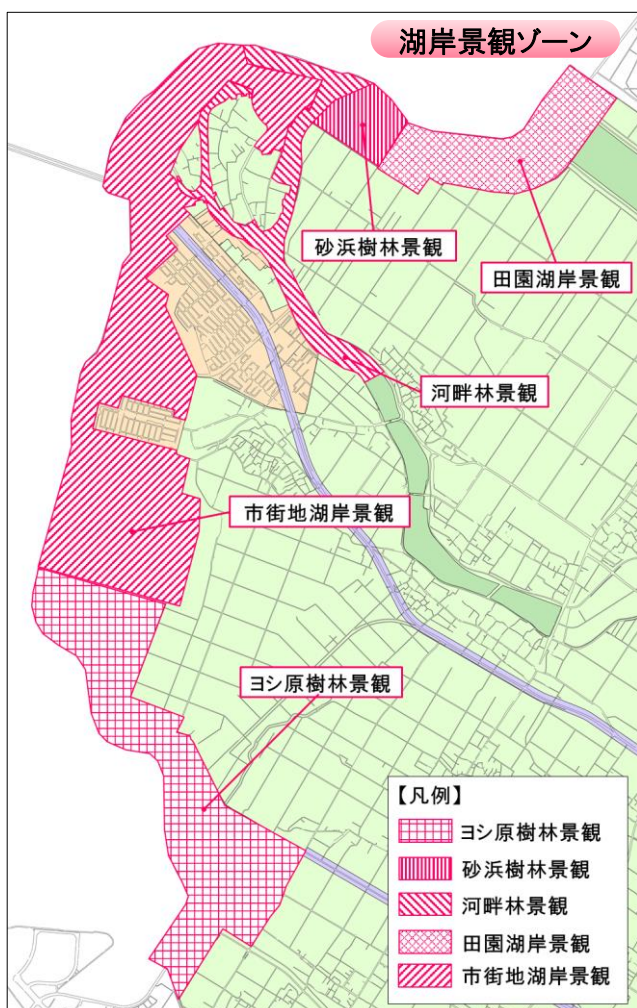 湖岸景観ゾーン
砂浜樹林景観
田園湖岸景観
河畔林景観
市街地湖岸景観
ヨシ原樹林景観
【凡例】
ヨシ原樹林景観
砂浜樹林景観
河畔林景観
田園湖岸景観
市街地湖岸景観